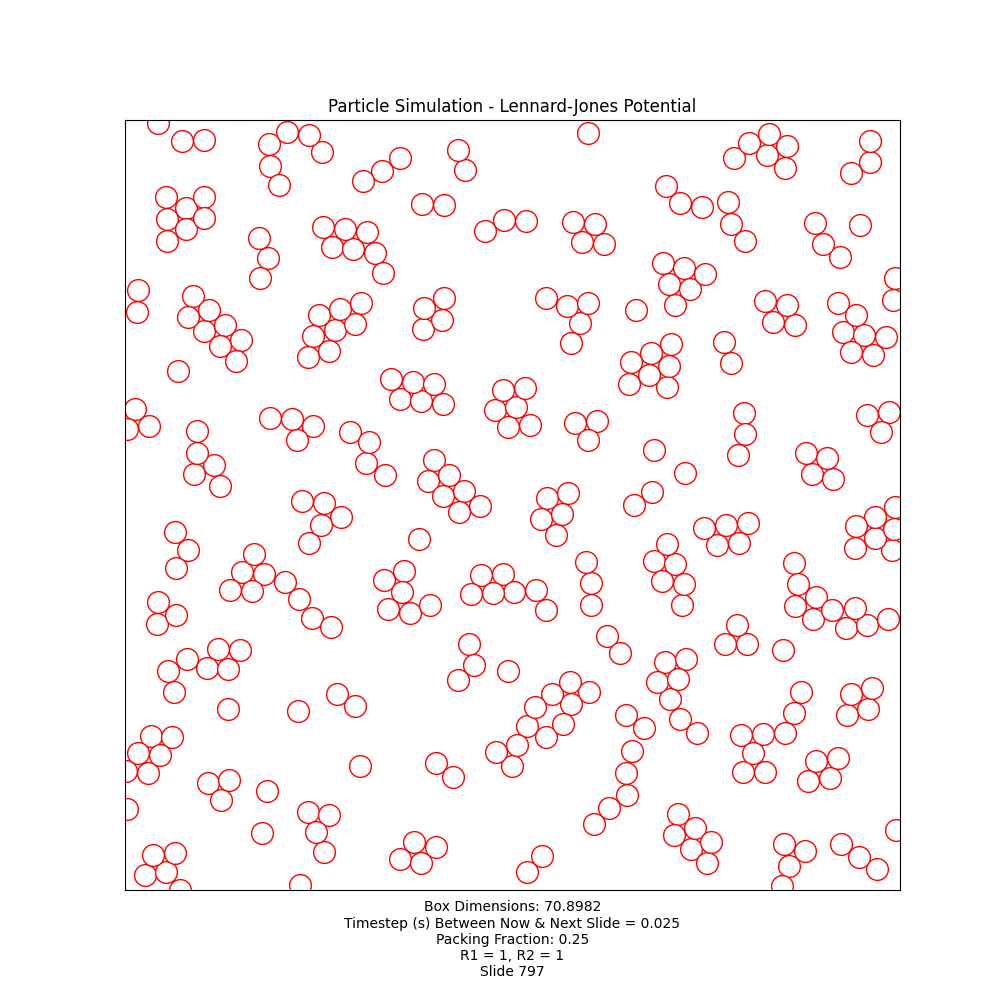 Particle Simulation - Lennard-Jones Potential
Box Dimensions: 70.8982
Timestep (s) Between Now & Next Slide = 0.025
Packing Fraction: 0.25
R1 = 1, R2 = 1
Slide 797